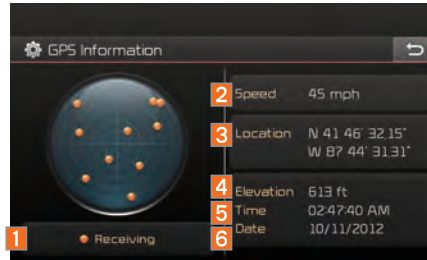 GPS Information
2 Speed 45 mph
3 Location N 41 46' 32.15"
W 87 44' 31.31"
4 Elevation 613 ft
5 Time 02:47:40 AM
6 Date 10/11/2012
1 Receiving